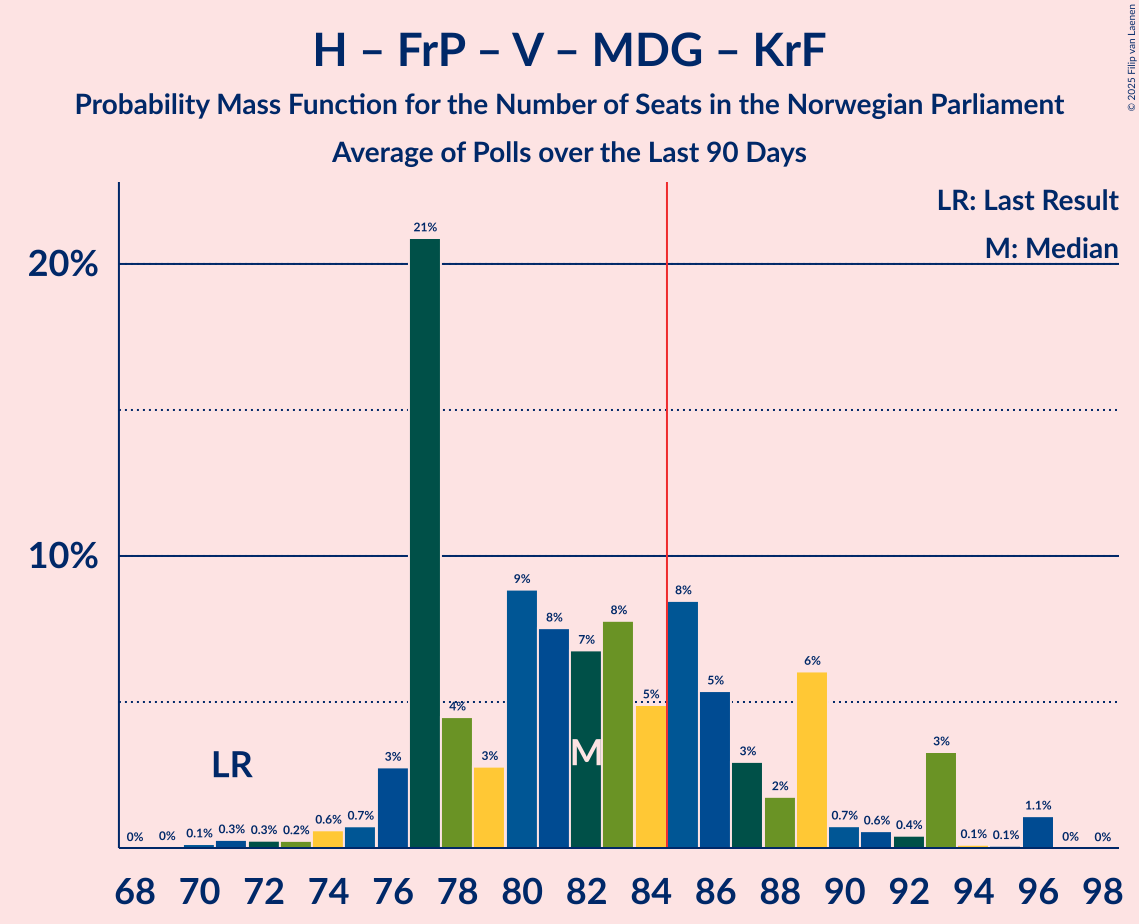 H – FrP – V – MDG – KrF
Probability Mass Function for the Number of Seats in the Norwegian Parliament
Average of Polls over the Last 90 Days
© 2025 Filip van Laenen
LR: Last Result
M: Median
20%
10%
0% 0% 0.1% 0.3% 0.3% 0.2% 0.6% 0.7% 3% 21% 4% 3% 9% 8% 7% 8% 5% 8% 5% 3% 2% 6% 0.7% 0.6% 0.4% 3% 0.1% 0.1% 1.1% 0% 0%
LR
M
68 70 72 74 76 78 80 82 84 86 88 90 92 94 96 98